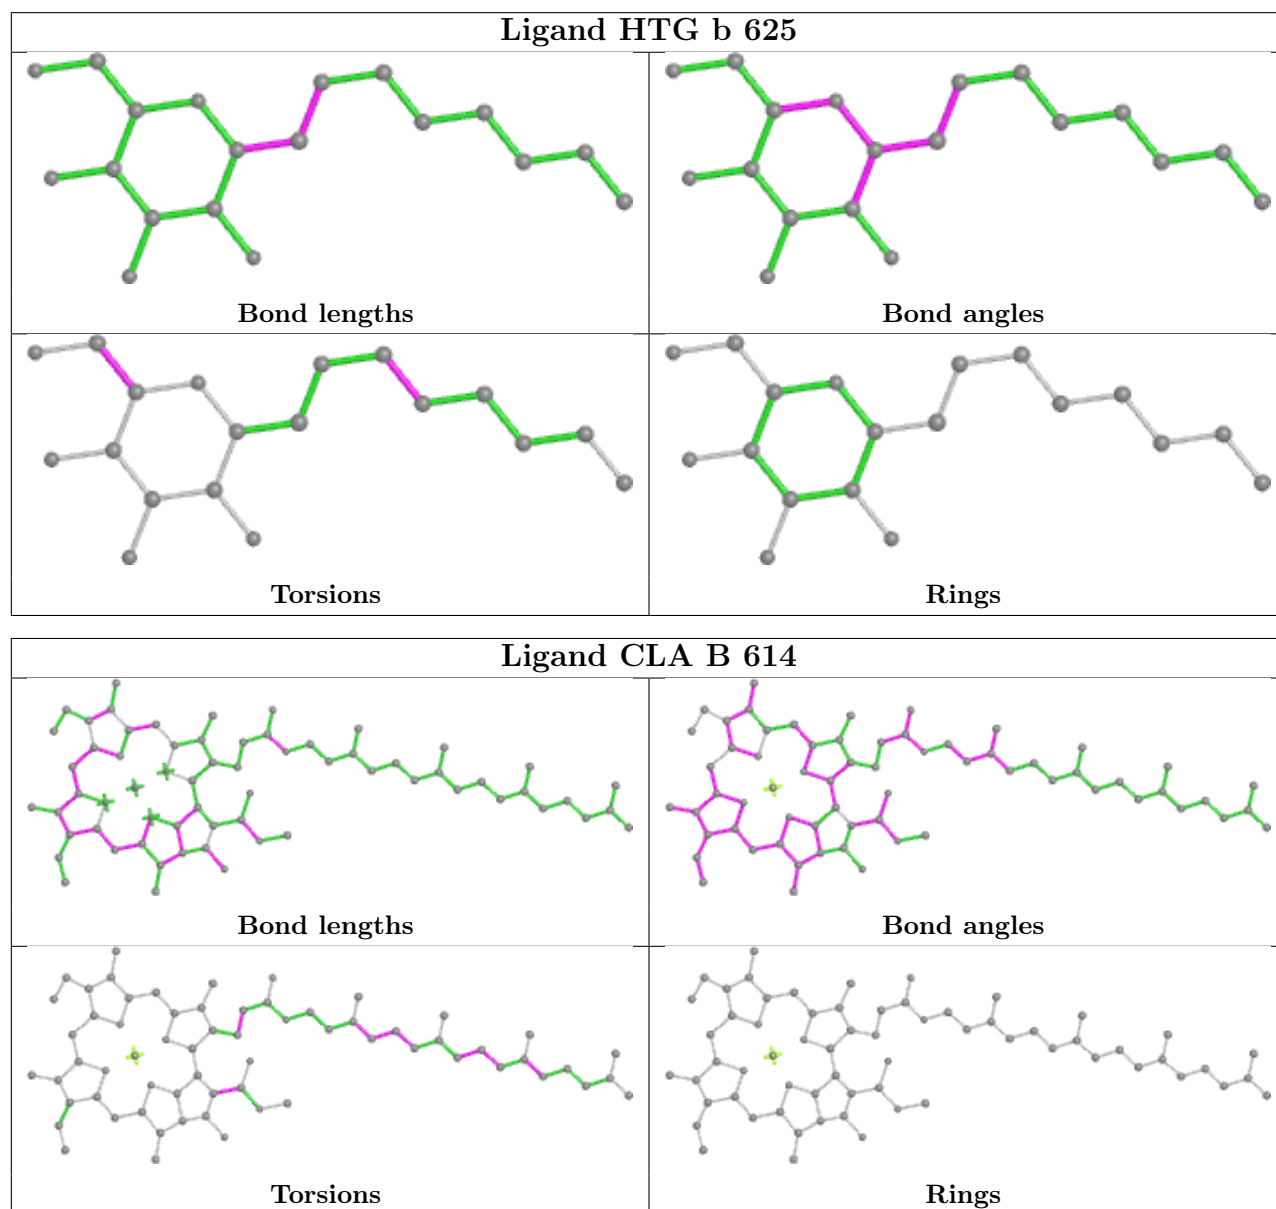 Ligand HTG b 625
Bond lengths
Bond angles
Torsions
Rings
Ligand CLA B 614
Bond lengths
Bond angles
Torsions
Rings